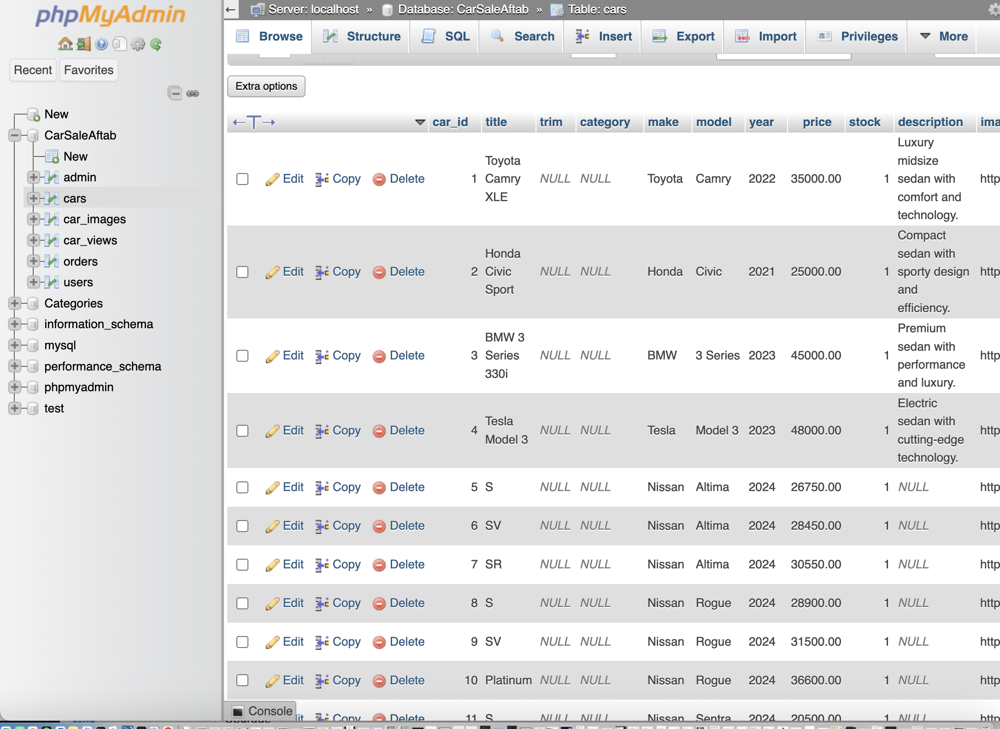 phpMyAdmin
Recent Favorites
New
CarSaleAftab
New
admin
cars
car_images
car_views
orders
users
Categories
information_schema
mysql
performance_schema
phpmyadmin
test
Server: localhost » Database: CarSaleAftab » Table: cars
Browse Structure SQL Search Insert Export Import Privileges More
Extra options
←T→ car_id title trim category make model year price stock description ima
Edit Copy Delete 1 Toyota Camry XLE NULL NULL Toyota Camry 2022 35000.00 1 Luxury midsize sedan with comfort and technology. http
Edit Copy Delete 2 Honda Civic Sport NULL NULL Honda Civic 2021 25000.00 1 Compact sedan with sporty design and efficiency. http
Edit Copy Delete 3 BMW 3 Series 330i NULL NULL BMW 3 Series 2023 45000.00 1 Premium sedan with performance and luxury. http
Edit Copy Delete 4 Tesla Model 3 NULL NULL Tesla Model 3 2023 48000.00 1 Electric sedan with cutting-edge technology. http
Edit Copy Delete 5 S NULL NULL Nissan Altima 2024 26750.00 1 NULL http
Edit Copy Delete 6 SV NULL NULL Nissan Altima 2024 28450.00 1 NULL http
Edit Copy Delete 7 SR NULL NULL Nissan Altima 2024 30550.00 1 NULL http
Edit Copy Delete 8 S NULL NULL Nissan Rogue 2024 28900.00 1 NULL http
Edit Copy Delete 9 SV NULL NULL Nissan Rogue 2024 31500.00 1 NULL http
Edit Copy Delete 10 Platinum NULL NULL Nissan Rogue 2024 36600.00 1 NULL http
Console
Copy Delete 11 S NULL NULL Nissan Sentra 2024 20500.00 1 NULL http